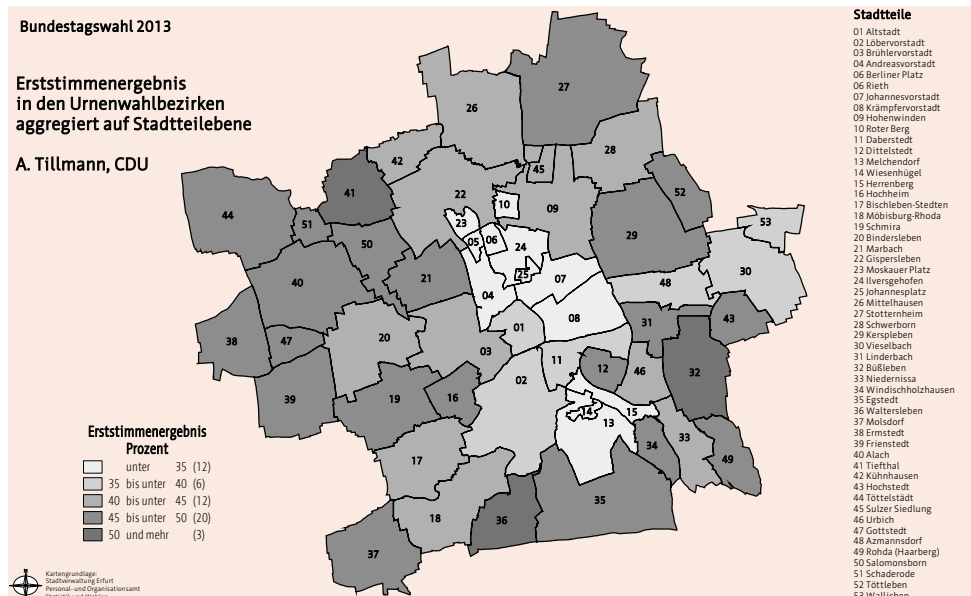 Bundestagswahl 2013
Erststimmenergebnis
in den Urnenwahlbezirken
aggregiert auf Stadtteilebene
A. Tillmann, CDU
27
26
28
45
42
41
52
22
10
09
44
23
53
51
05
06
24
29
50
30
25
07
21
40
48
04
08
43
31
01
20
38
47
03
11
02
12
46
32
39
19
16
14
15
13
33
34
17
49
35
18
36
37
Erststimmenergebnis
Prozent
unter 35 (12)
35 bis unter 40 (6)
40 bis unter 45 (12)
45 bis unter 50 (20)
50 und mehr (3)
Kartengrundlage:
Stadtverwaltung Erfurt
Personal- und Organisationsamt
Stadtteile
01 Altstadt
02 Löbervorstadt
03 Brühlervorstadt
04 Andreasvorstadt
06 Berliner Platz
06 Rieth
07 Johannesvorstadt
08 Krämpfervorstadt
09 Hohenwinden
10 Roter Berg
11 Daberstedt
12 Dittelstedt
13 Melchendorf
14 Wiesenhügel
15 Herrenberg
16 Hochheim
17 Bischleben-Stedten
18 Möbisburg-Rhoda
19 Schmira
20 Bindersleben
21 Marbach
22 Gispersleben
23 Moskauer Platz
24 Ilversgehofen
25 Johannesplatz
26 Mittelhausen
27 Stotternheim
28 Schwerborn
29 Kerspleben
30 Vieselbach
31 Linderbach
32 Büßleben
33 Niedernissa
34 Windischholzhausen
35 Egstedt
36 Waltersleben
37 Molsdorf
38 Ermstedt
39 Frienstedt
40 Alach
41 Tiefthal
42 Kühnhausen
43 Hochstedt
44 Töttelstädt
45 Sulzer Siedlung
46 Urbich
47 Gottstedt
48 Azmannsdorf
49 Rohda (Haarberg)
50 Salomonsborn
51 Schaderode
52 Töttleben
53 Wallichen